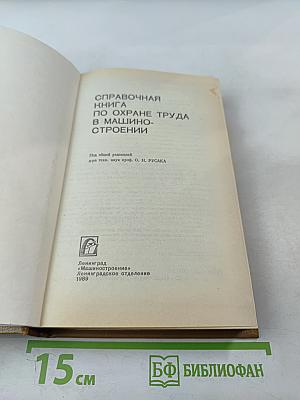 СПРАВОЧНАЯ
КНИГА
ПО ОХРАНЕ ТРУДА
В МАШИНО-
СТРОЕНИИ
Под общей редакцией
д-ра техн. наук проф. О. Н. РУСАКА
Ленинград
«Машиностроение»
Ленинградское отделение
1989
15 см
БФ БИБЛИОФАН